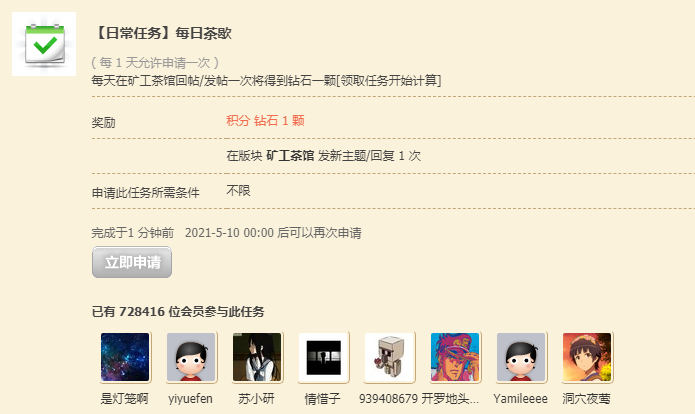 【日常任务】每日茶歇
( 每 1 天允许申请一次 )
每天在矿工茶馆回帖/发帖一次将得到钻石一颗[领取任务开始计算]
奖励 积分 钻石 1 颗
在版块 矿工茶馆 发新主题/回复 1 次
申请此任务所需条件 不限
完成于1 分钟前 2021-5-10 00:00 后可以再次申请
立即申请
已有 728416 位会员参与此任务
是灯笼啊 yiyuefen 苏小研 情惜子 939408679 开罗地头... Yamileeee 洞穴夜莺